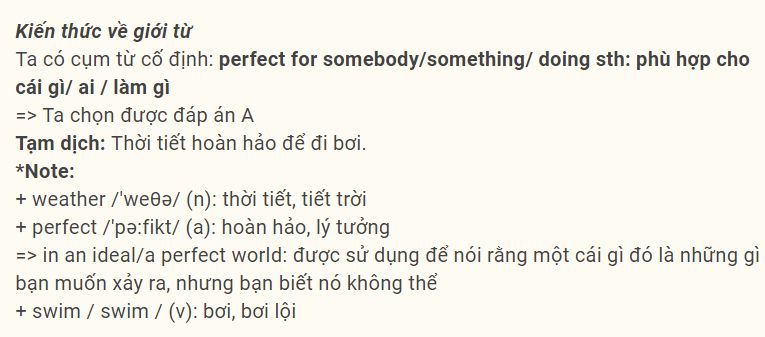 Kiến thức về giới từ
Ta có cụm từ cố định: perfect for somebody/something/ doing sth: phù hợp cho
cái gì/ ai / làm gì
=> Ta chọn được đáp án A
Tạm dịch: Thời tiết hoàn hảo để đi bơi.
*Note:
+ weather /'weθə/ (n): thời tiết, tiết trời
+ perfect /'pə:fikt/ (a): hoàn hảo, lý tưởng
=> in an ideal/a perfect world: được sử dụng để nói rằng một cái gì đó là những gì
bạn muốn xảy ra, nhưng bạn biết nó không thể
+ swim / swim / (v): bơi, bơi lội